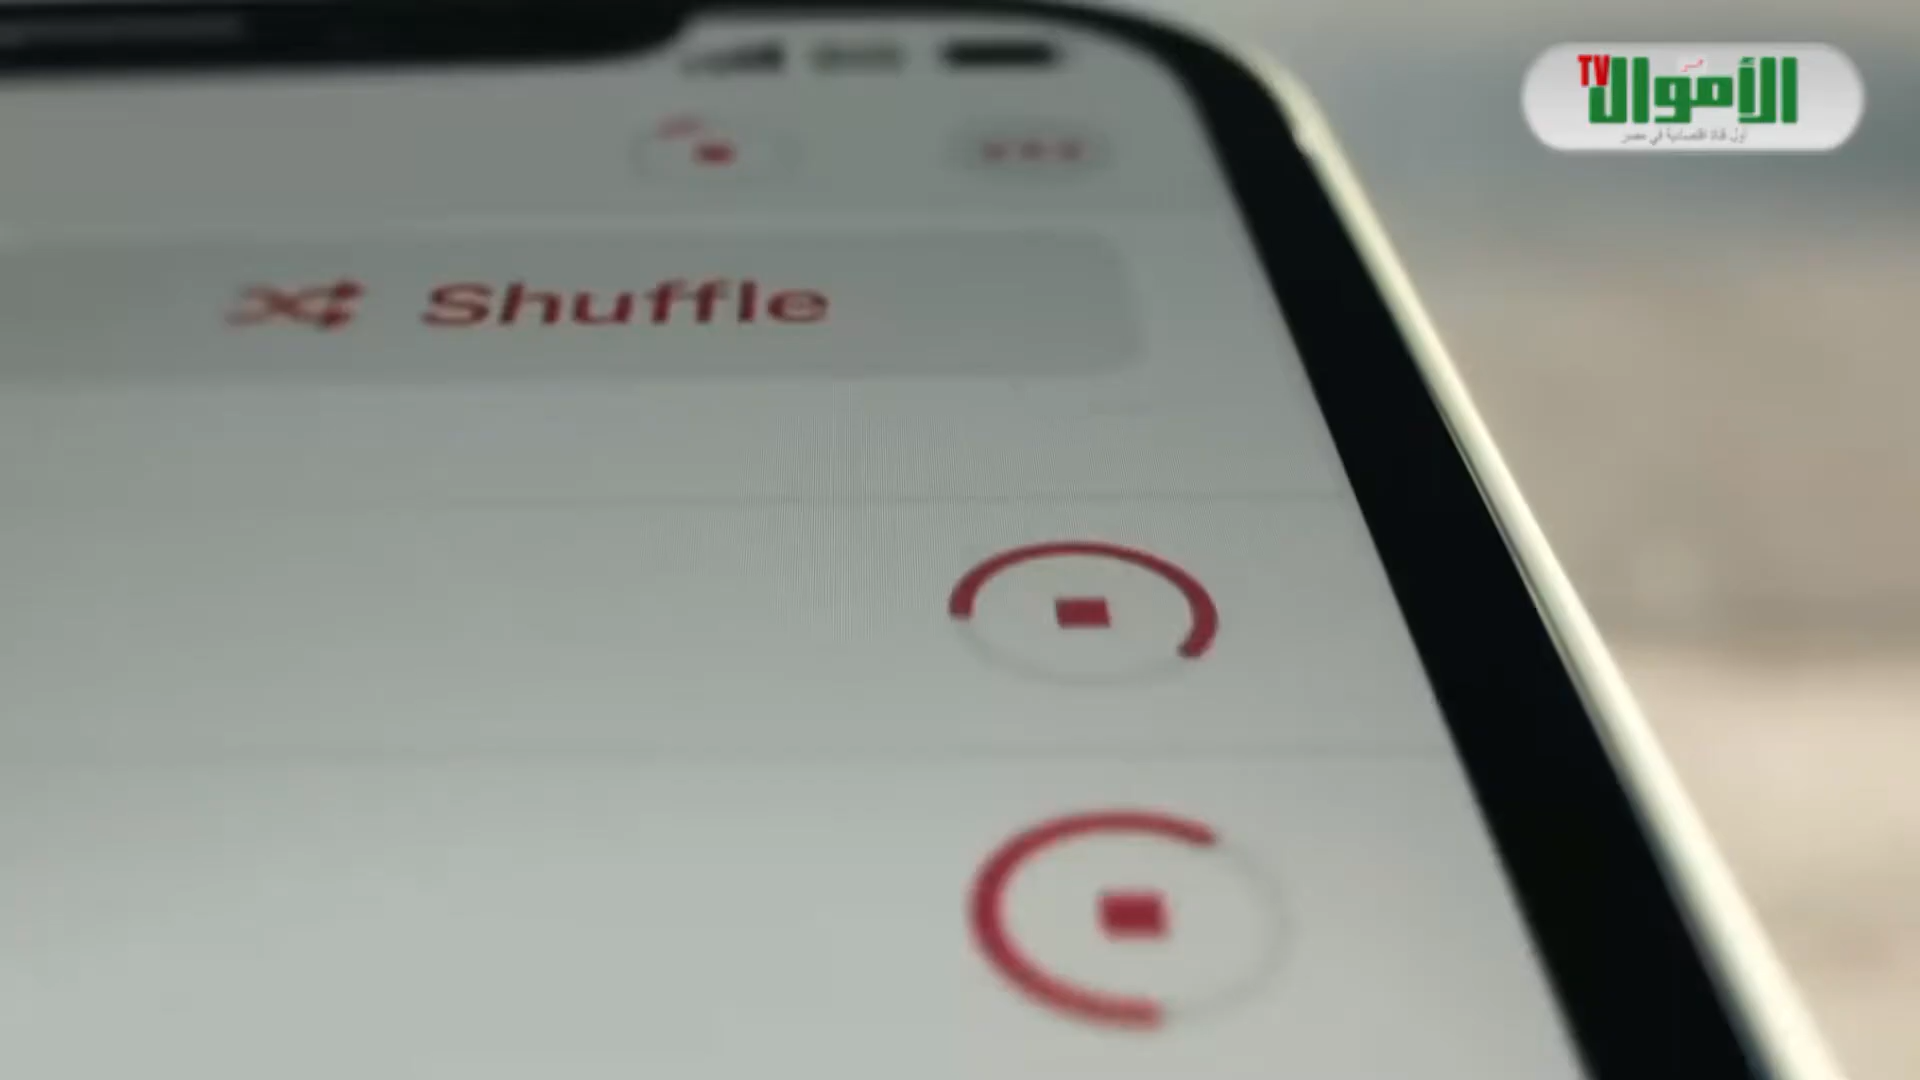 Shuffle
الأموال TV
أول قناة اقتصادية في مصر